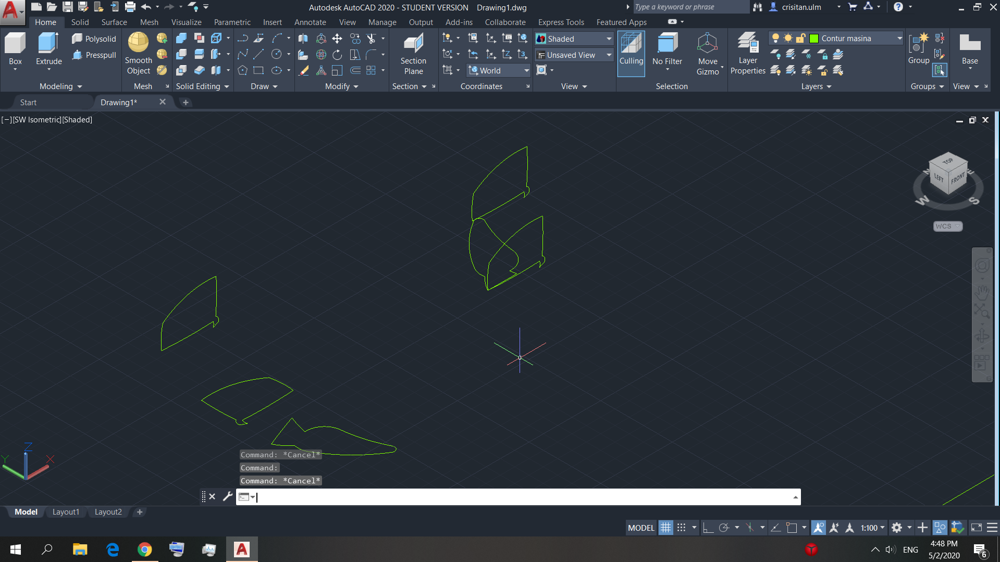 Autodesk AutoCAD 2020 - STUDENT VERSION Drawing1.dwg
Type a keyword or phrase
crisitan.ulm
Home Solid Surface Mesh Visualize Parametric Insert Annotate View Manage Output Add-ins Collaborate Express Tools Featured Apps
Box
Extrude
Polysolid
Presspull
Modeling
Smooth
Object
Mesh
Solid Editing
Draw
Modify
Section
Plane
Section
World
Coordinates
Shaded
Unsaved View
View
Culling
No Filter
Move
Gizmo
Selection
Layer
Properties
Contur masina
Layers
Group
Groups
Base
View
Start
Drawing1*
[−][SW Isometric][Shaded]
TOP
LEFT
FRONT
N
E
W
S
WCS
Z
Y
X
Command: *Cancel*
Command:
Command: *Cancel*
Model Layout1 Layout2
MODEL
1:100
ENG
4:48 PM
5/2/2020
6